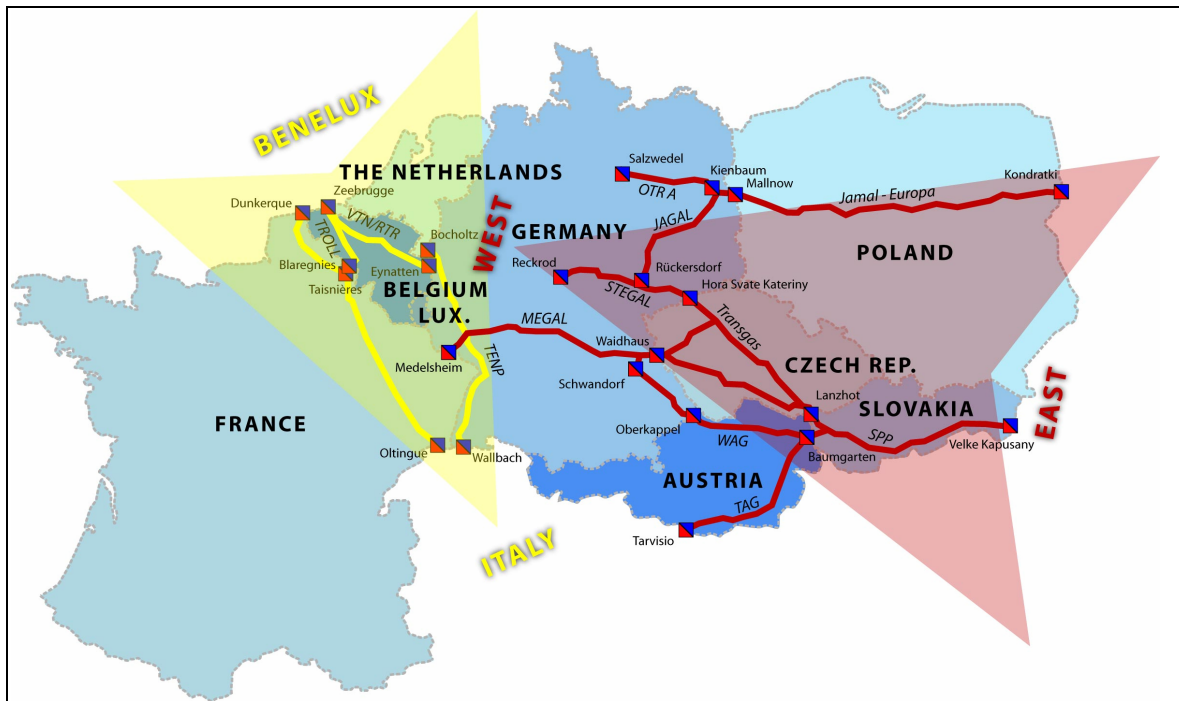 BENELUX
THE NETHERLANDS
Zeebrugge
Dunkerque
VTN/RTR
TROLL
Bocholtz
Blaregnies
Eynatten
Taisnières
BELGIUM
LUX.
WEST
GERMANY
Salzwedel
OTR A
Kienbaum
Mallnow
Jamal - Europa
Kondratki
JAGAL
POLAND
Reckrod
Rückersdorf
STEGAL
Hora Svate Kateriny
MEGAL
Transgas
Waidhaus
Medelsheim
TENP
Schwandorf
CZECH REP.
Lanzhot
SLOVAKIA
EAST
FRANCE
Oberkappel
WAG
SPP
Velke Kapusany
Oltingue
Wallbach
Baumgarten
AUSTRIA
TAG
ITALY
Tarvisio